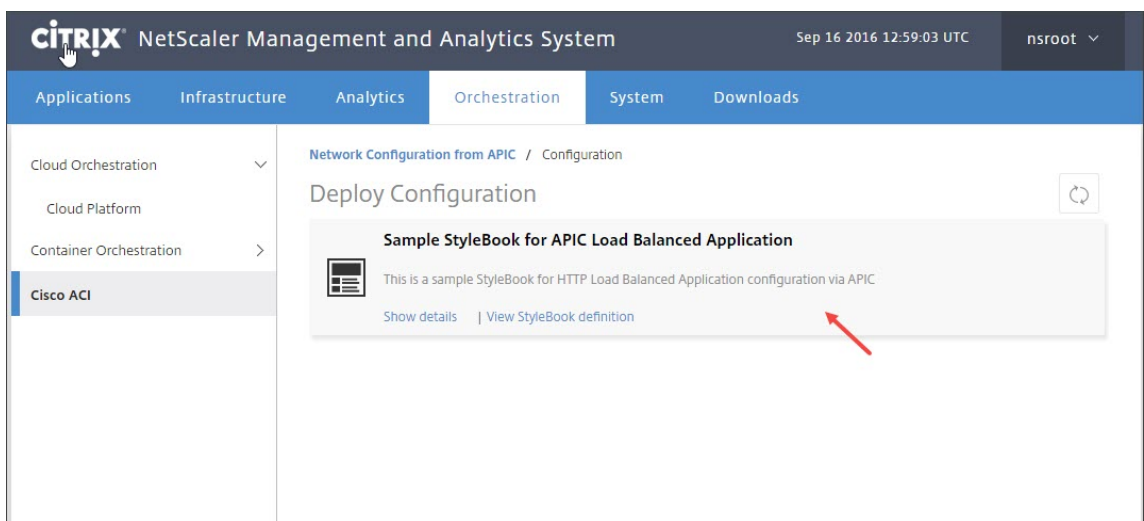 CİTRIX NetScaler Management and Analytics System
Sep 16 2016 12:59:03 UTC
nsroot
Applications Infrastructure Analytics Orchestration System Downloads
Cloud Orchestration
Cloud Platform
Container Orchestration
Cisco ACI
Network Configuration from APIC / Configuration
Deploy Configuration
Sample StyleBook for APIC Load Balanced Application
This is a sample StyleBook for HTTP Load Balanced Application configuration via APIC
Show details | View StyleBook definition